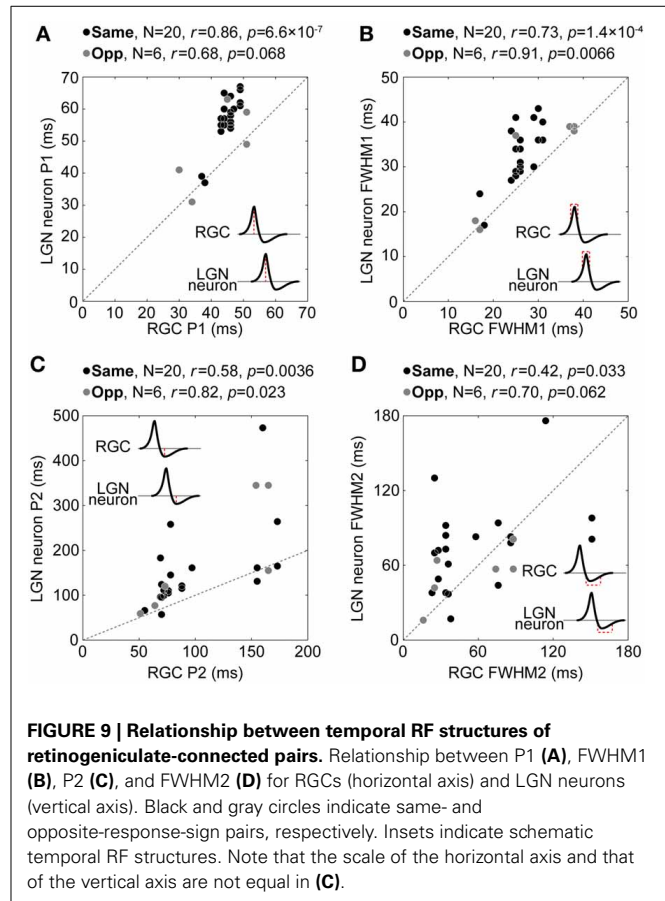 A
●Same, N=20, r=0.86, p=6.6×10⁻⁷
●Opp, N=6, r=0.68, p=0.068
LGN neuron P1 (ms)
70
60
50
40
30
20
10
0
RGC
LGN
neuron
0 10 20 30 40 50 60 70
RGC P1 (ms)
B
●Same, N=20, r=0.73, p=1.4×10⁻⁴
●Opp, N=6, r=0.91, p=0.0066
LGN neuron FWHM1 (ms)
50
40
30
20
10
0
RGC
LGN
neuron
0 10 20 30 40 50
RGC FWHM1 (ms)
C
●Same, N=20, r=0.58, p=0.0036
●Opp, N=6, r=0.82, p=0.023
LGN neuron P2 (ms)
500
400
300
200
100
0
RGC
LGN
neuron
0 50 100 150 200
RGC P2 (ms)
D
●Same, N=20, r=0.42, p=0.033
●Opp, N=6, r=0.70, p=0.062
LGN neuron FWHM2 (ms)
180
120
60
0
RGC
LGN
neuron
0 60 120 180
RGC FWHM2 (ms)
FIGURE 9 | Relationship between temporal RF structures of
retinogeniculate-connected pairs. Relationship between P1 (A), FWHM1
(B), P2 (C), and FWHM2 (D) for RGCs (horizontal axis) and LGN neurons
(vertical axis). Black and gray circles indicate same- and
opposite-response-sign pairs, respectively. Insets indicate schematic
temporal RF structures. Note that the scale of the horizontal axis and that
of the vertical axis are not equal in (C).